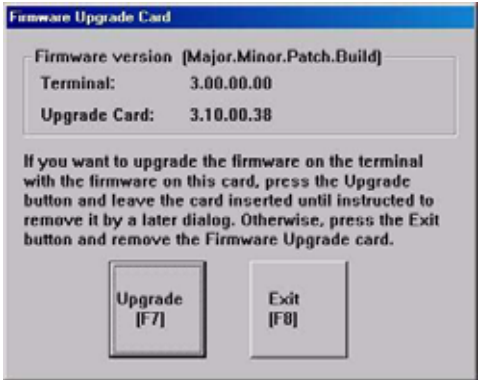 Firmware Upgrade Card
Firmware version (Major.Minor.Patch.Build)
Terminal: 3.00.00.00
Upgrade Card: 3.10.00.38
If you want to upgrade the firmware on the terminal
with the firmware on this card, press the Upgrade
button and leave the card inserted until instructed to
remove it by a later dialog. Otherwise, press the Exit
button and remove the Firmware Upgrade card.
Upgrade Exit
[F7] [F8]